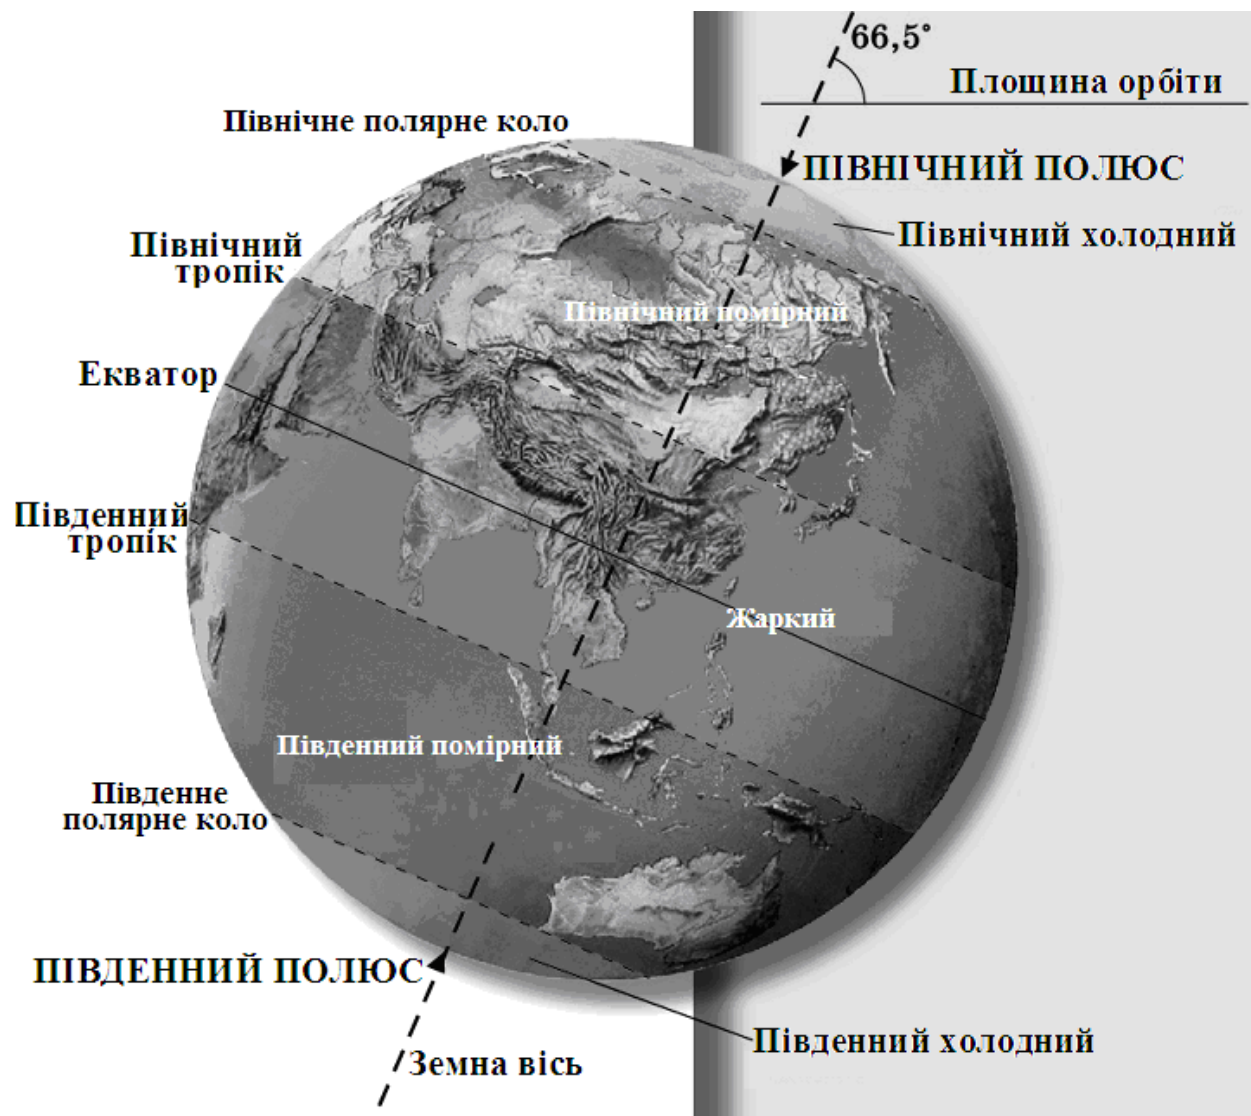 66,5°
Площина орбіти
Північне полярне коло
ПІВНІЧНИЙ ПОЛЮС
Північний холодний
Північний
тропік
Північний помірний
Екватор
Південний
тропік
Жаркий
Південний помірний
Південне
полярне коло
ПІВДЕННИЙ ПОЛЮС
Південний холодний
Земна вісь